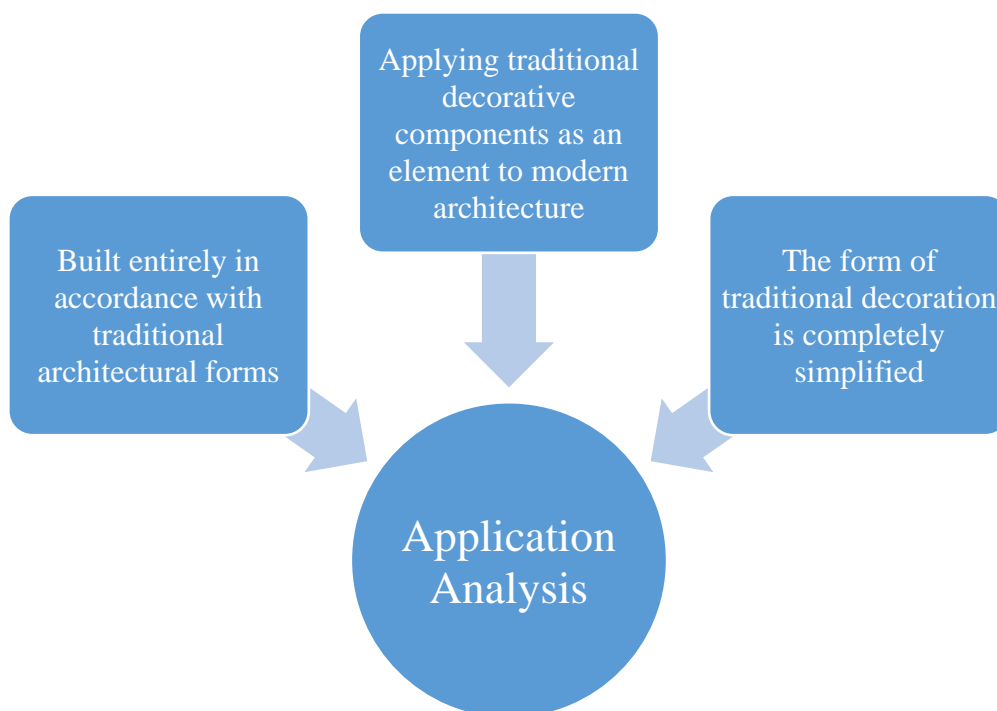 Applying traditional
decorative
components as an
element to modern
architecture
Built entirely in
accordance with
traditional
architectural forms
The form of
traditional decoration
is completely
simplified
Application
Analysis